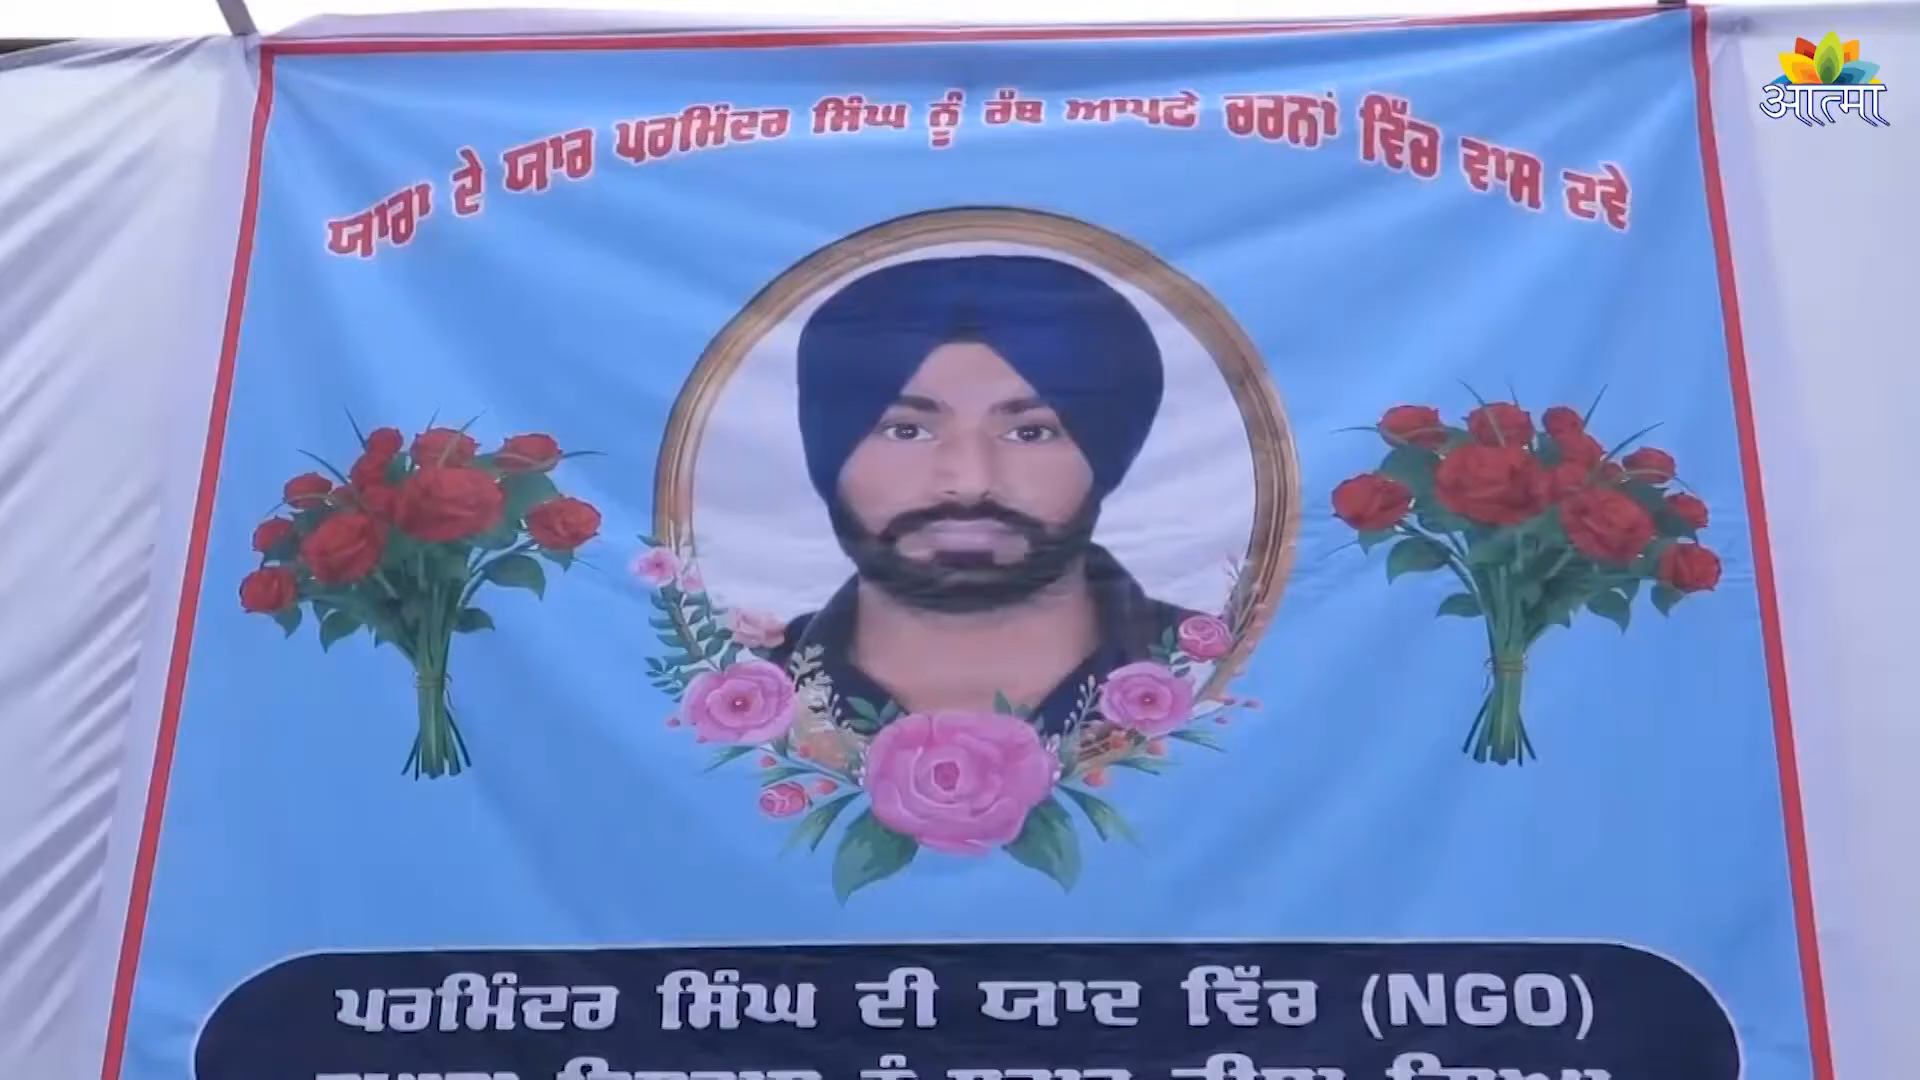 ਯਾਰਾ ਦੇ ਯਾਰ ਪਰਮਿੰਦਰ ਸਿੰਘ ਨੂੰ ਰੱਬ ਆਪਣੇ ਚਰਨਾਂ ਵਿੱਚ ਵਾਸ ਦਵੇ
आत्मा
ਪਰਮਿੰਦਰ ਸਿੰਘ ਦੀ ਯਾਦ ਵਿੱਚ (NGO)